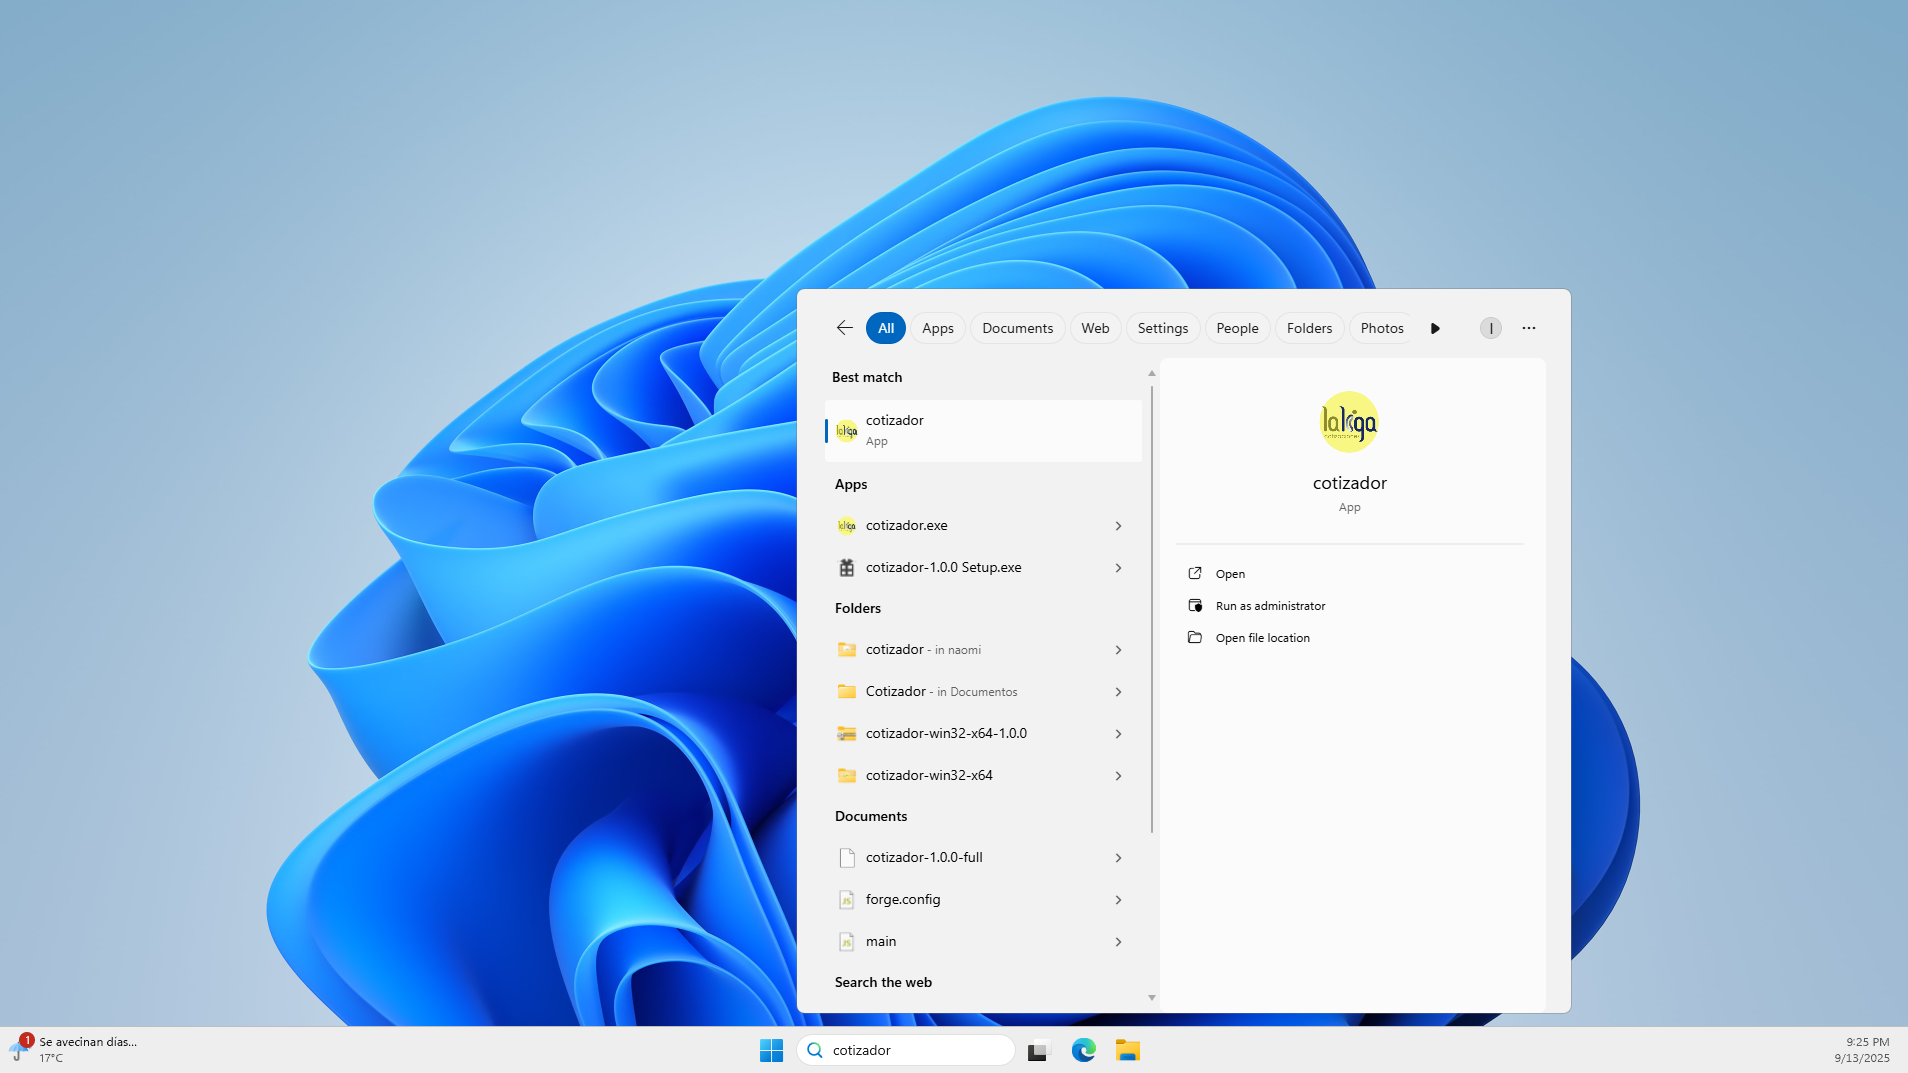 All
Apps
Documents
Web
Settings
People
Folders
Photos
I
Best match
cotizador
App
Apps
cotizador.exe
cotizador-1.0.0 Setup.exe
Folders
cotizador - in naomi
Cotizador - in Documentos
cotizador-win32-x64-1.0.0
cotizador-win32-x64
Documents
cotizador-1.0.0-full
forge.config
main
Search the web
cotizador
App
Open
Run as administrator
Open file location
1
Se avecinan días...
17°C
cotizador
9:25 PM
9/13/2025